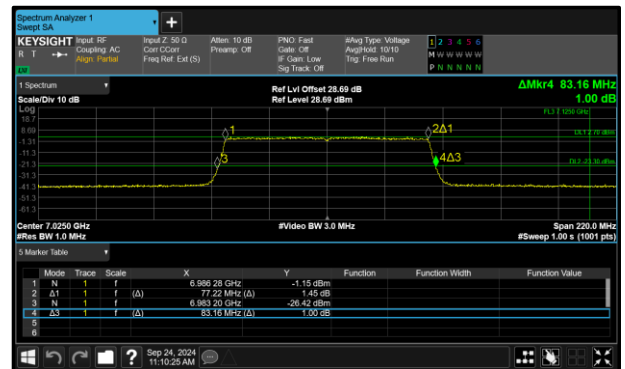 Spectrum Analyzer 1
Swept SA
+
KEYSIGHT Input: RF Input Z: 50 Ω Atten: 10 dB PNO: Fast #Avg Type: Voltage 1 2 3 4 5 6
R T Coupling: AC Corr CCorr Preamp: Off Gate: Off Avg|Hold: 10/10 M W W W W W
Align: Partial Freq Ref: Ext (S) IF Gain: Low Trig: Free Run
Sig Track: Off P N N N N N
1 Spectrum Ref Lvl Offset 28.69 dB ΔMkr4 83.16 MHz
Scale/Div 10 dB Ref Level 28.69 dBm 1.00 dB
Log
18.7
8.69
-1.31
-11.3
-21.3
-31.3
-41.3
-51.3
-61.3
1
2Δ1
3
4Δ3
Center 7.0250 GHz #Video BW 3.0 MHz Span 220.0 MHz
#Res BW 1.0 MHz #Sweep 1.00 s (1001 pts)
5 Marker Table
Mode Trace Scale X Y Function Function Width Function Value
1 N 1 f 6.986 28 GHz -1.15 dBm
2 Δ1 1 f (Δ) 77.22 MHz (Δ) 1.45 dB
3 N 1 f 6.983 20 GHz -26.42 dBm
4 Δ3 1 f (Δ) 83.16 MHz (Δ) 1.00 dB
5
6
? Sep 24, 2024
11:10:25 AM